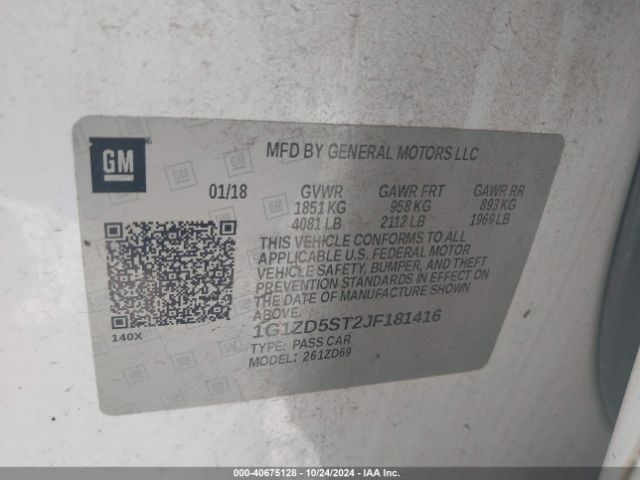 GM
MFD BY GENERAL MOTORS LLC
01/18 GVWR GAWR FRT GAWR RR
1851 KG 958 KG 893 KG
4081 LB 2112 LB 1969 LB
THIS VEHICLE CONFORMS TO ALL
APPLICABLE U.S. FEDERAL MOTOR
VEHICLE SAFETY, BUMPER, AND THEFT
PREVENTION STANDARDS IN EFFECT ON
THE DATE OF MANUFACTURE SHOWN
ABOVE.
140X
1G1ZD5ST2JF181416
TYPE: PASS CAR
MODEL: 261ZD69
000-40675128 - 10/24/2024 - IAA Inc.